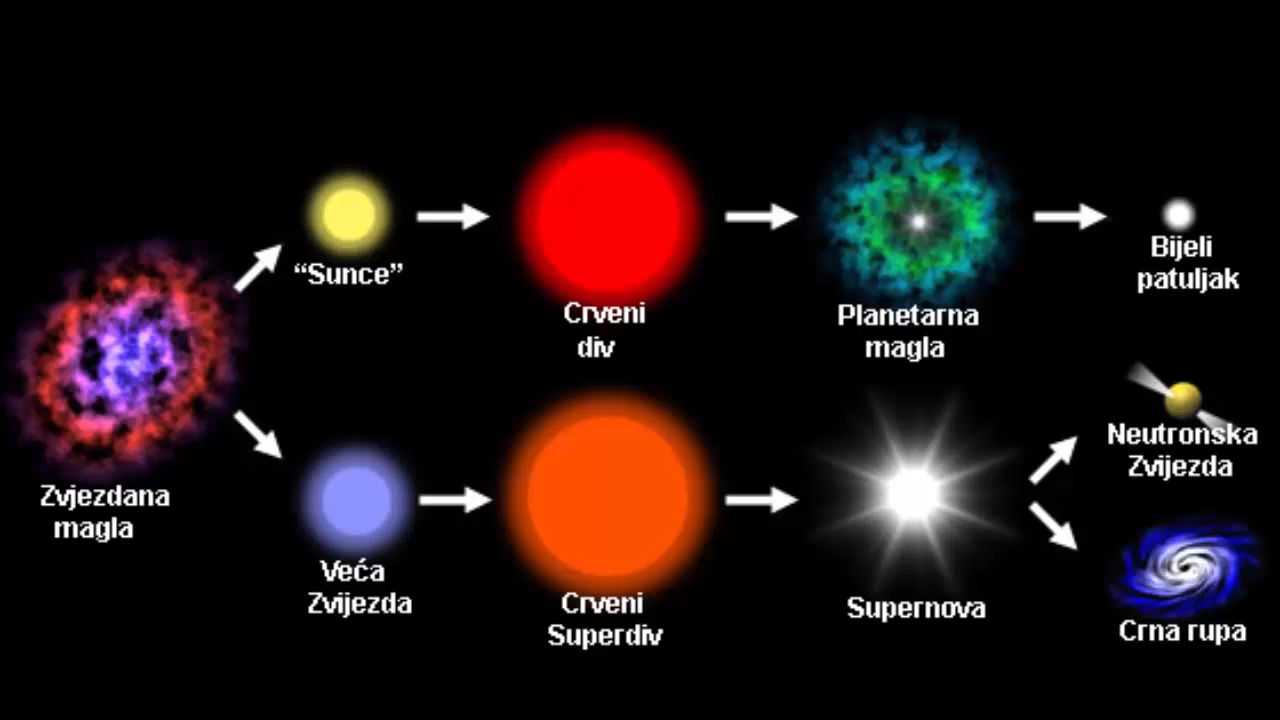 “Sunce”
Crveni
div
Planetarna
magla
Bijeli
patuljak
Zvjezdana
magla
Veća
Zvijezda
Crveni
Superdiv
Supernova
Neutronska
Zvijezda
Crna rupa